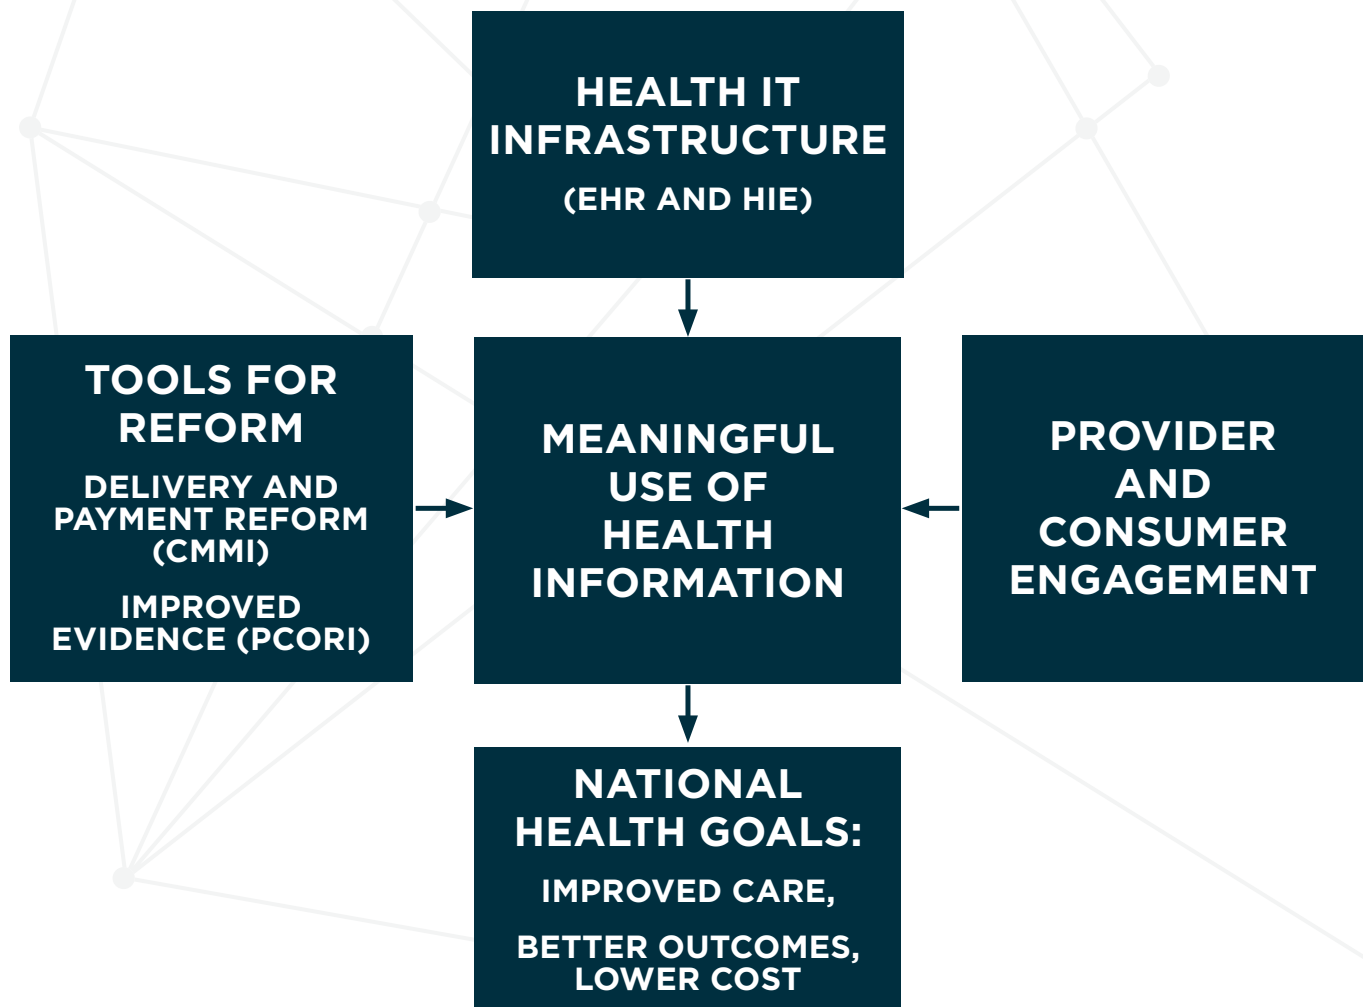 HEALTH IT
INFRASTRUCTURE
(EHR AND HIE)
TOOLS FOR
REFORM
DELIVERY AND
PAYMENT REFORM
(CMMI)
IMPROVED
EVIDENCE (PCORI)
MEANINGFUL
USE OF
HEALTH
INFORMATION
PROVIDER
AND
CONSUMER
ENGAGEMENT
NATIONAL
HEALTH GOALS:
IMPROVED CARE,
BETTER OUTCOMES,
LOWER COST